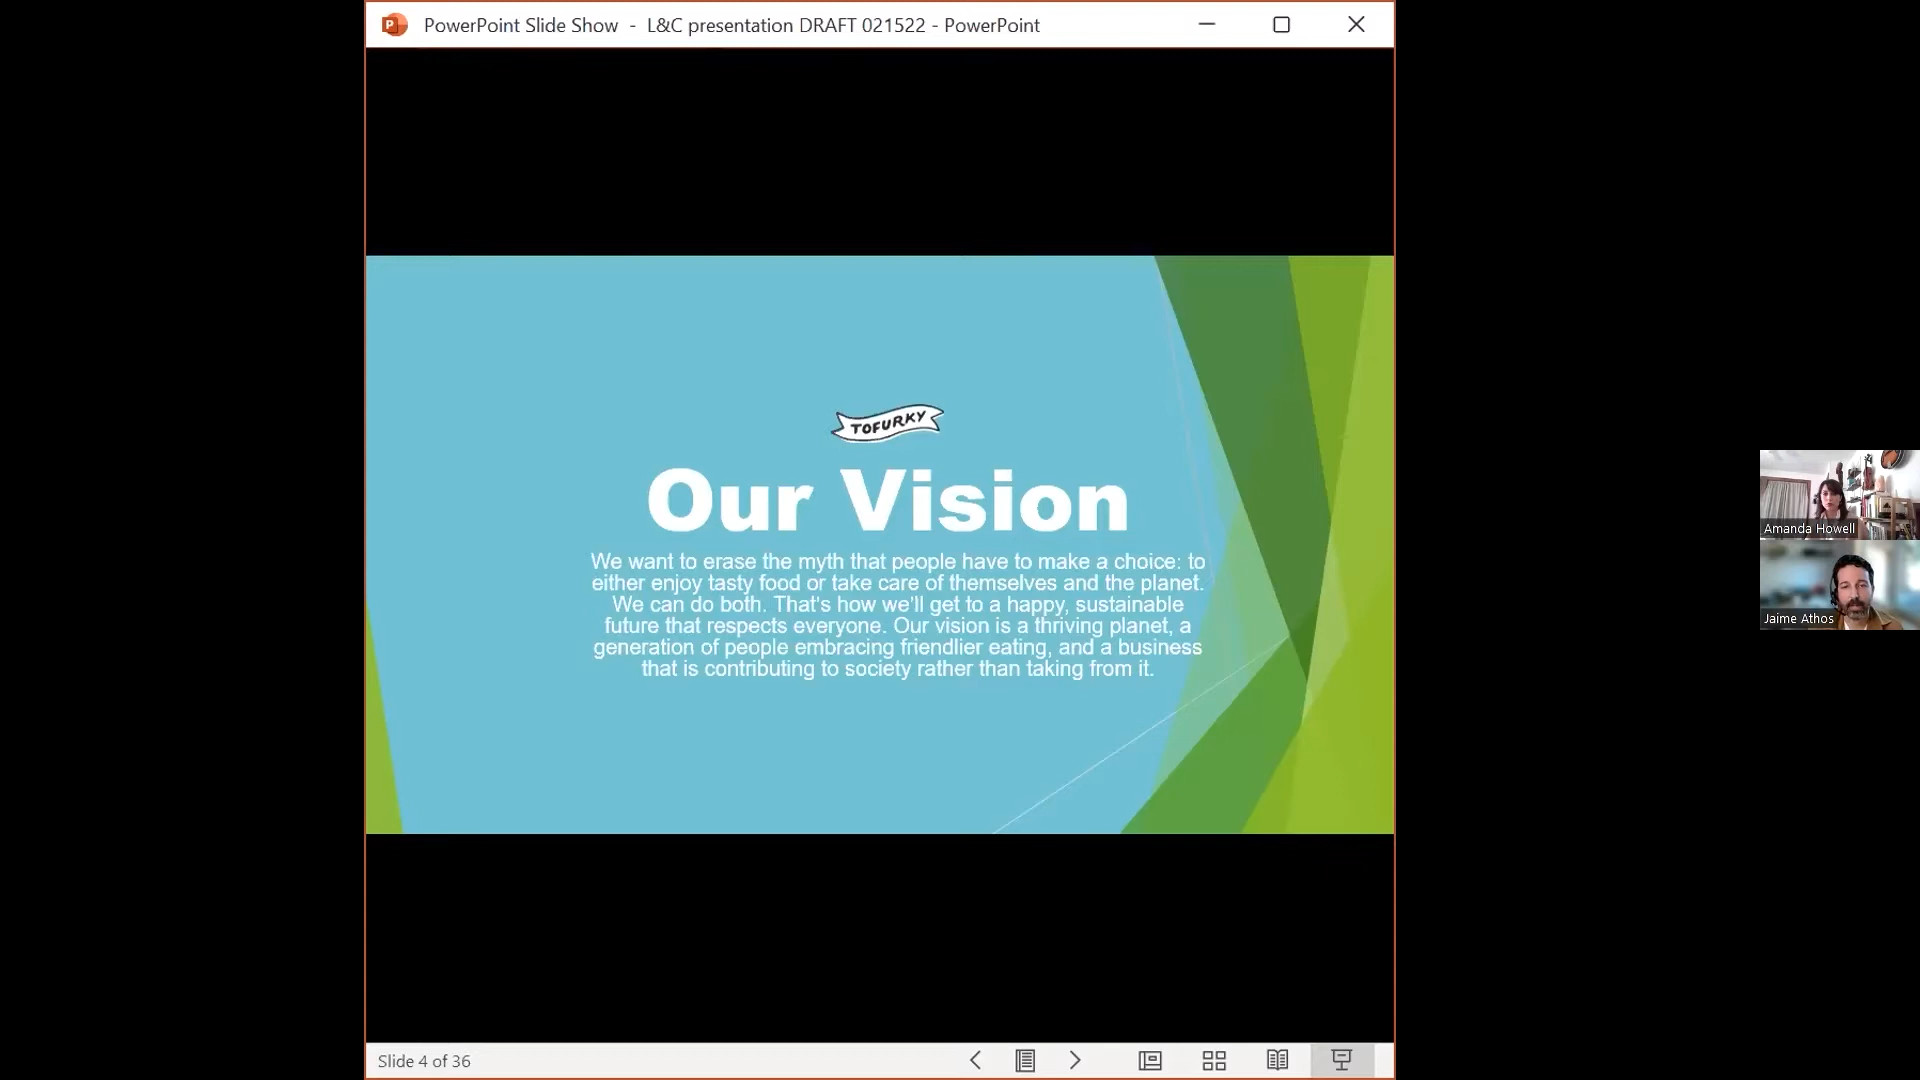 PowerPoint Slide Show - L&C presentation DRAFT 021522 - PowerPoint
TOFURKY
Our Vision
We want to erase the myth that people have to make a choice: to
either enjoy tasty food or take care of themselves and the planet.
We can do both. That's how we'll get to a happy, sustainable
future that respects everyone. Our vision is a thriving planet, a
generation of people embracing friendlier eating, and a business
that is contributing to society rather than taking from it.
Amanda Howell
Jaime Athos
Slide 4 of 36